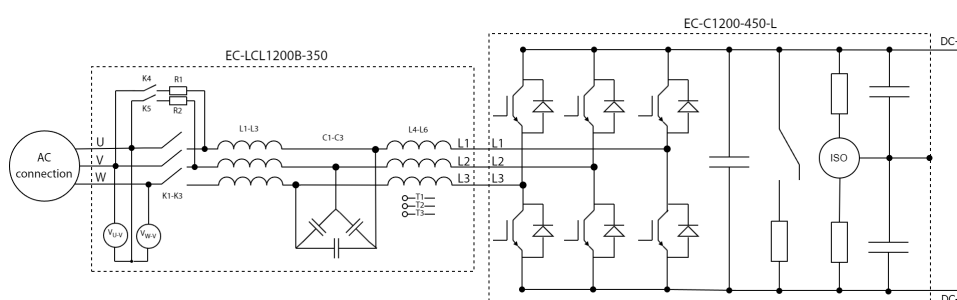 EC-C1200-450-L
EC-LCL1200B-350
DC-
K4
R1
K5
R2
AC
connection
U
V
W
K1-K3
L1-L3
C1-C3
L4-L6
L1
L1
L2
L2
L3
L3
T1
T2
T3
VU-V
VW-V
ISO
DC-